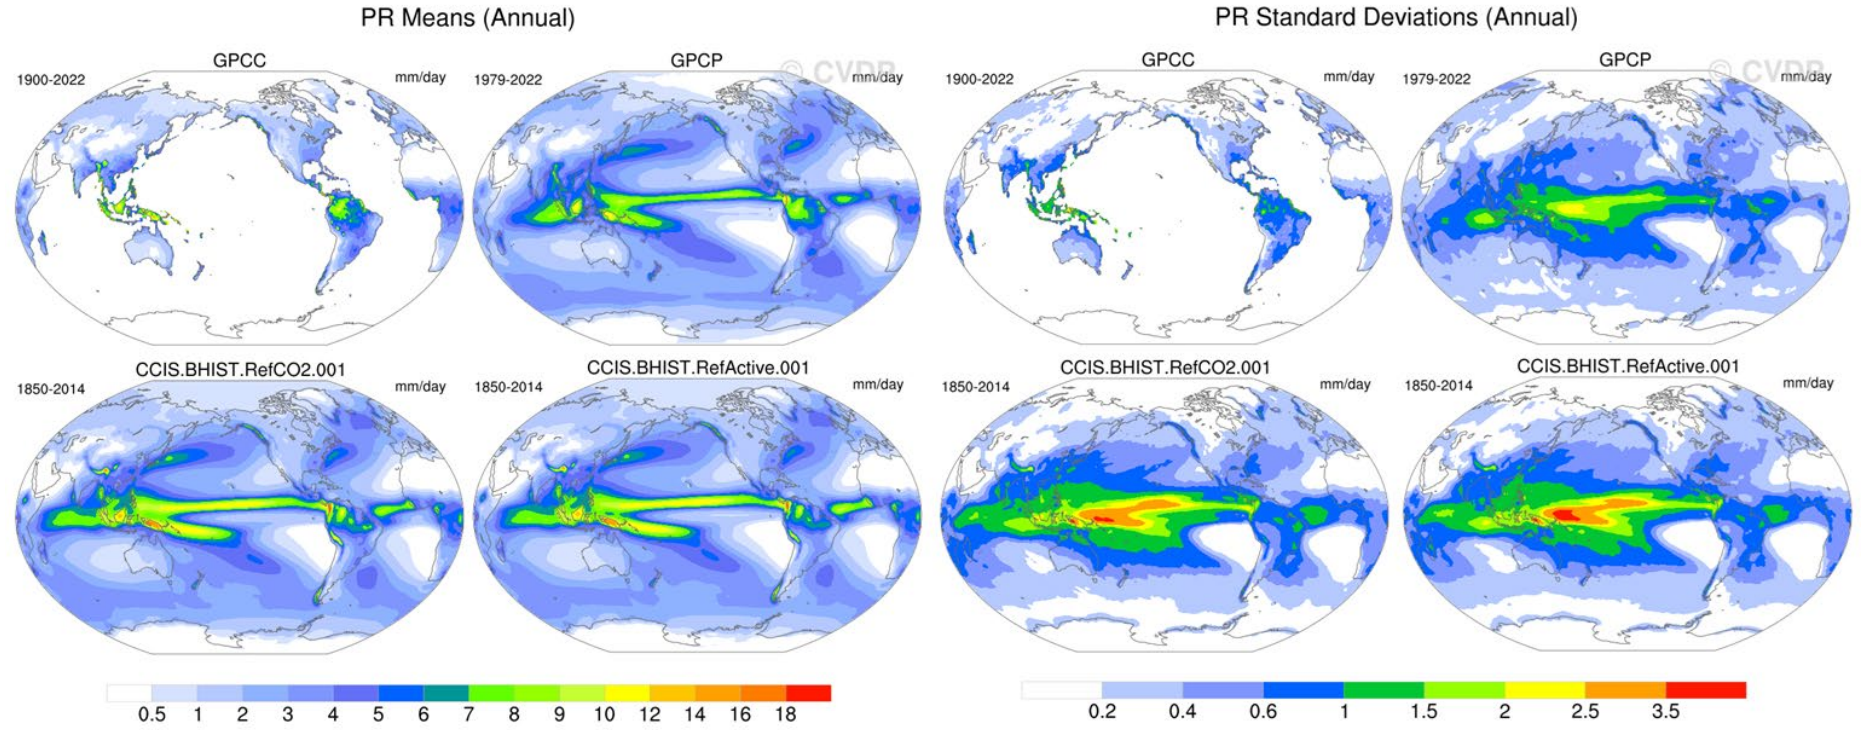 PR Means (Annual)
PR Standard Deviations (Annual)
GPCC
1900-2022
mm/day
GPCP
1979-2022
mm/day
© CVDP
GPCC
1900-2022
mm/day
GPCP
1979-2022
mm/day
© CVDP
CCIS.BHIST.RefCO2.001
1850-2014
mm/day
CCIS.BHIST.RefActive.001
1850-2014
mm/day
CCIS.BHIST.RefCO2.001
1850-2014
mm/day
CCIS.BHIST.RefActive.001
1850-2014
mm/day
0.5 1 2 3 4 5 6 7 8 9 10 12 14 16 18
0.2 0.4 0.6 1 1.5 2 2.5 3.5